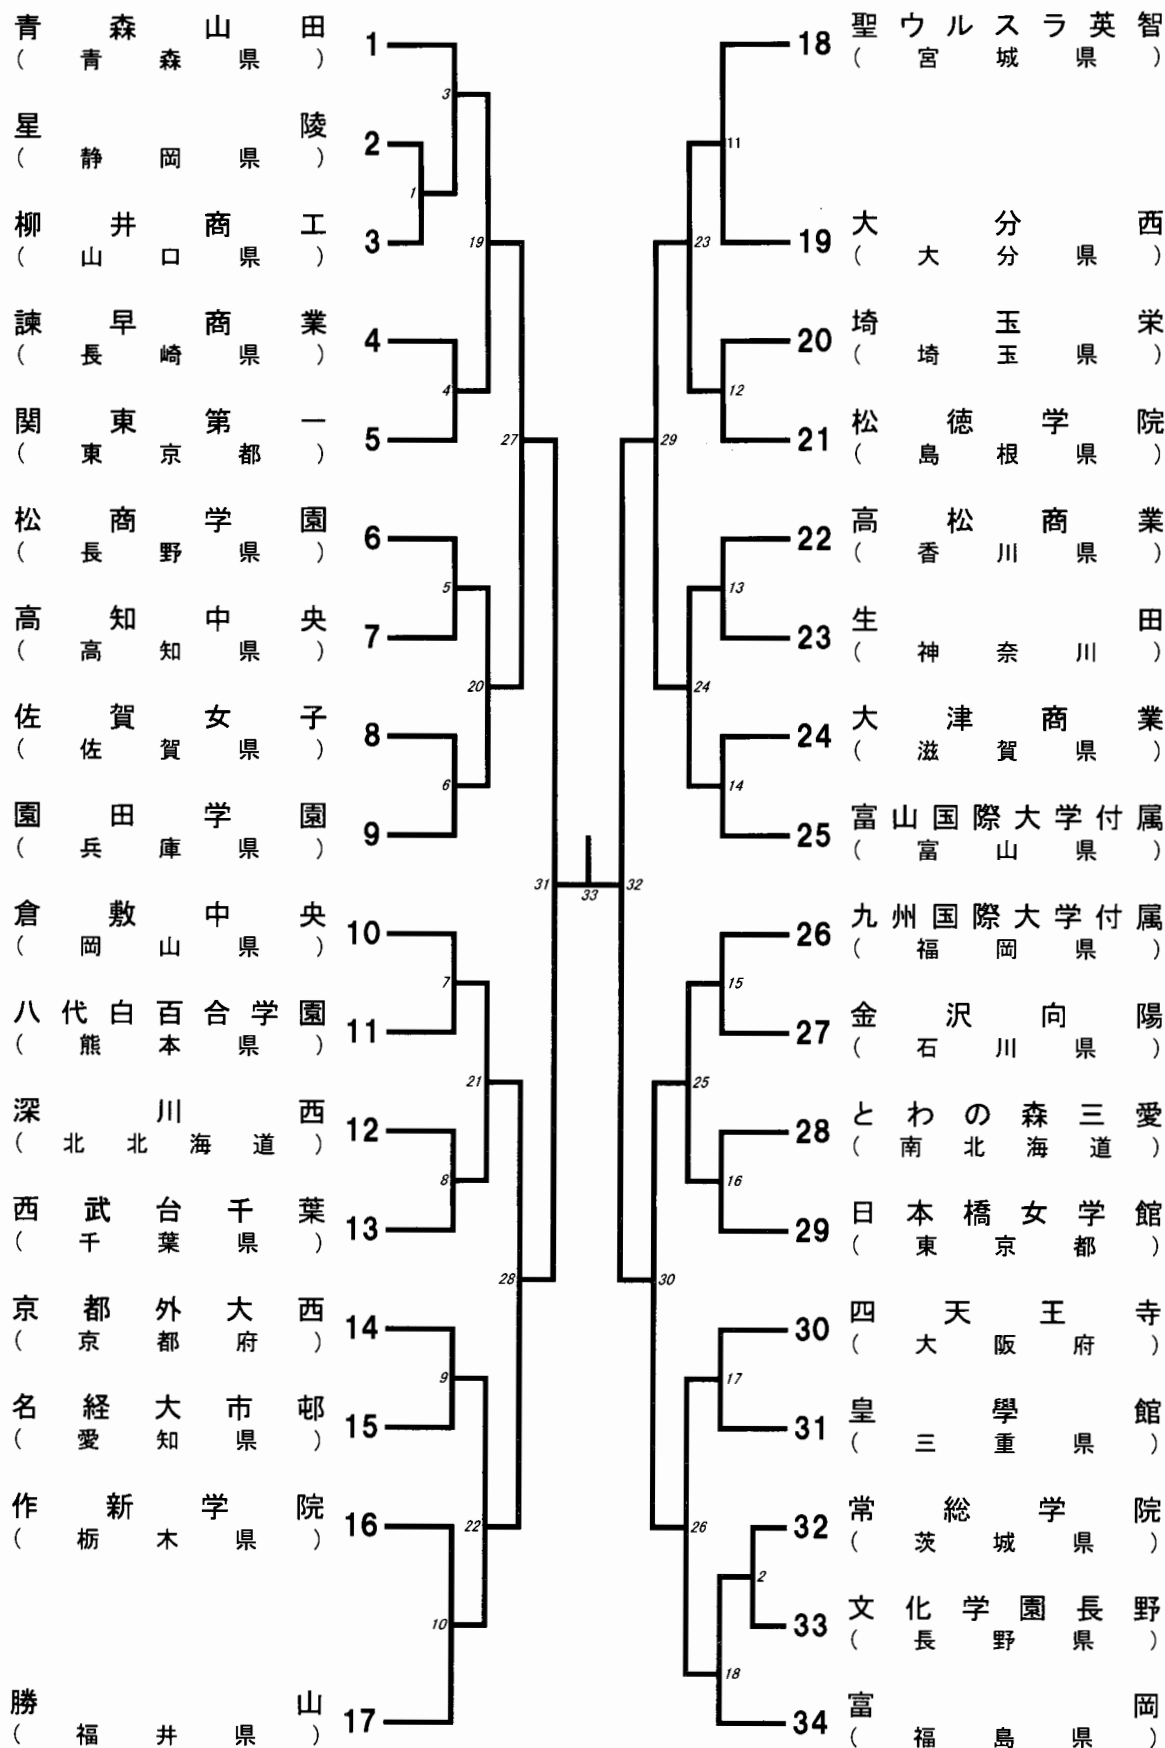 青森山田
(青森県)
1
星陵
(静岡県)
2
柳井商工
(山口県)
3
諫早商業
(長崎県)
4
関東第一
(東京都)
5
松商学園
(長野県)
6
高知中央
(高知県)
7
佐賀女子
(佐賀県)
8
園田学園
(兵庫県)
9
倉敷中央
(岡山県)
10
八代白百合学園
(熊本県)
11
深川西
(北北海道)
12
西武台千葉
(千葉県)
13
京都外大西
(京都府)
14
名経大市邨
(愛知県)
15
作新学院
(栃木県)
16
勝山
(福井県)
17
3
1
19
4
27
5
20
6
31
7
21
8
28
9
22
10
33
18 聖ウルスラ英智
(宮城県)
19 大分西
(大分県)
20 埼玉栄
(埼玉県)
21 松徳学院
(島根県)
22 高松商業
(香川県)
23 生田
(神奈川)
24 大津商業
(滋賀県)
25 富山国際大学付属
(富山県)
26 九州国際大学付属
(福岡県)
27 金沢向陽
(石川県)
28 とわの森三愛
(南北海道)
29 日本橋女学館
(東京都)
30 四天王寺
(大阪府)
31 皇學館
(三重県)
32 常総学院
(茨城県)
33 文化学園長野
(長野県)
34 富岡
(福島県)
11
23
12
29
13
24
14
32
15
25
16
30
17
26
2
18